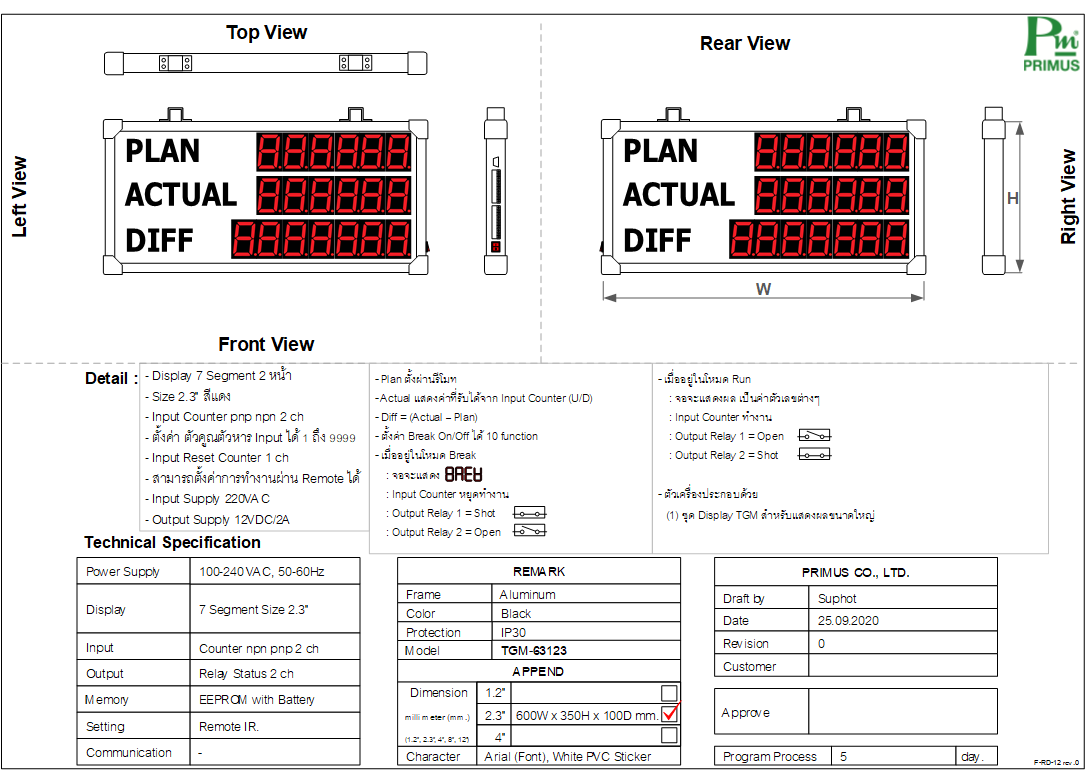 Top View
Rear View
Pm
PRIMUS
Left View
PLAN
ACTUAL
DIFF
PLAN
ACTUAL
DIFF
H
W
Right View
Front View
Detail :
- Display 7 Segment 2 หน้า
- Size 2.3" สีแดง
- Input Counter pnp npn 2 ch
- ตั้งค่า ตัวคูณตัวหาร Input ได้ 1 ถึง 9999
- Input Reset Counter 1 ch
- สามารถตั้งค่าการทำงานผ่าน Remote ได้
- Input Supply 220VAC
- Output Supply 12VDC/2A
- Plan ตั้งผ่านรีโมท
- Actual แสดงค่าที่รับได้จาก Input Counter (U/D)
- Diff = (Actual – Plan)
- ตั้งค่า Break On/Off ได้ 10 function
- เมื่ออยู่ในโหมด Break
: จอจะแสดง
: Input Counter หยุดทำงาน
: Output Relay 1 = Shot
: Output Relay 2 = Open
- เมื่ออยู่ในโหมด Run
: จอจะแสดงผล เป็นค่าตัวเลขต่างๆ
: Input Counter ทำงาน
: Output Relay 1 = Open
: Output Relay 2 = Shot
- ตัวเครื่องประกอบด้วย
(1) ชุด Display TGM สำหรับแสดงผลขนาดใหญ่
Technical Specification
Power Supply 100-240VAC, 50-60Hz
Display 7 Segment Size 2.3"
Input Counter npn pnp 2 ch
Output Relay Status 2 ch
Memory EEPROM with Battery
Setting Remote IR.
Communication -
REMARK
Frame Aluminum
Color Black
Protection IP30
Model TGM-63123
APPEND
Dimension 1.2"
millimeter (mm.) 2.3" 600W x 350H x 100D mm.
(1.2", 2.3", 4", 8", 12") 4"
Character Arial (Font), White PVC Sticker
PRIMUS CO., LTD.
Draft by Suphot
Date 25.09.2020
Revision 0
Customer
Approve
Program Process 5 day.
F-RD-12 rev.0